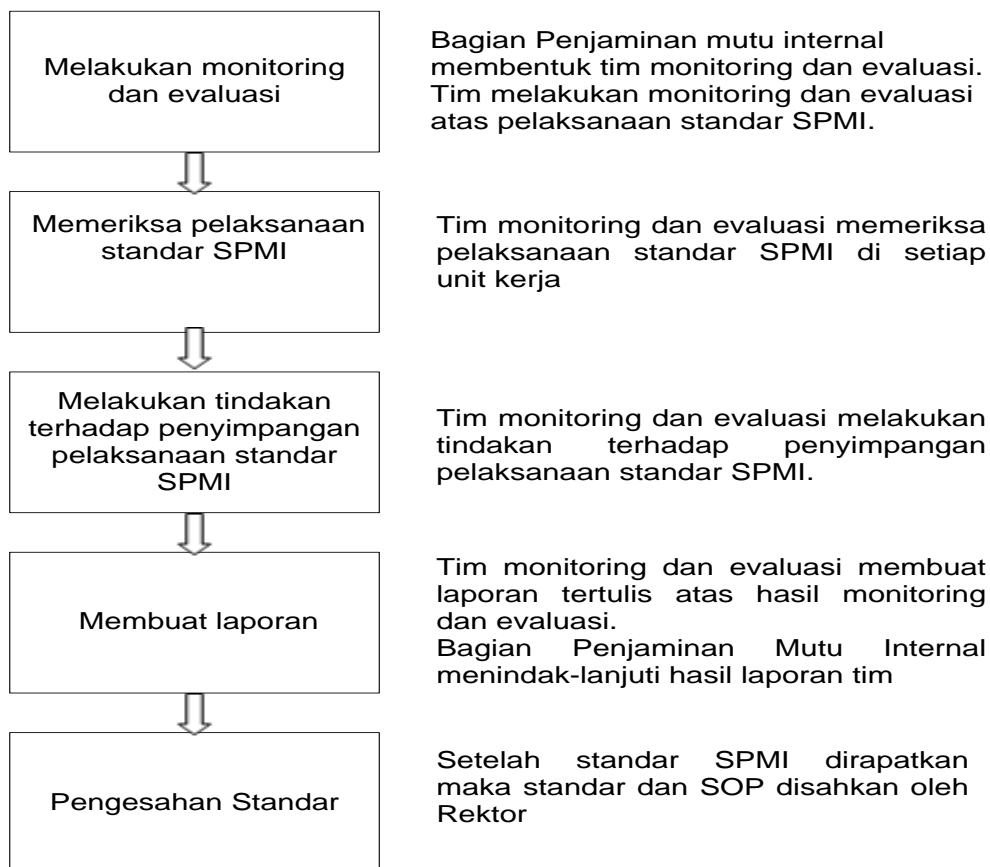 Melakukan monitoring
dan evaluasi
Bagian Penjaminan mutu internal
membentuk tim monitoring dan evaluasi.
Tim melakukan monitoring dan evaluasi
atas pelaksanaan standar SPMI.
Memeriksa pelaksanaan
standar SPMI
Tim monitoring dan evaluasi memeriksa
pelaksanaan standar SPMI di setiap
unit kerja
Melakukan tindakan
terhadap penyimpangan
pelaksanaan standar
SPMI
Tim monitoring dan evaluasi melakukan
tindakan terhadap penyimpangan
pelaksanaan standar SPMI.
Membuat laporan
Tim monitoring dan evaluasi membuat
laporan tertulis atas hasil monitoring
dan evaluasi.
Bagian Penjaminan Mutu Internal
menindak-lanjuti hasil laporan tim
Pengesahan Standar
Setelah standar SPMI dirapatkan
maka standar dan SOP disahkan oleh
Rektor